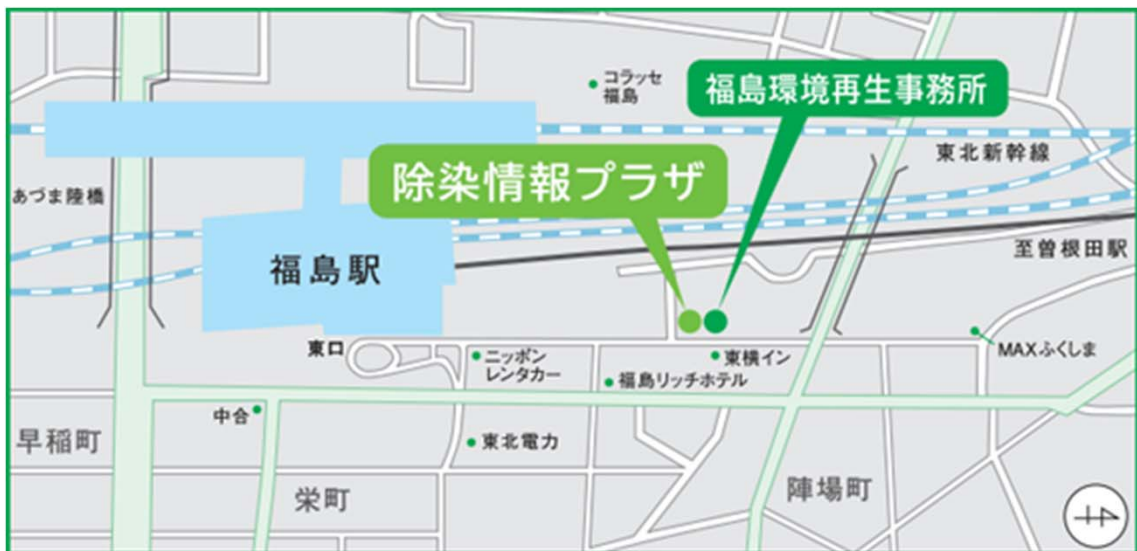 コラッセ
福島
福島環境再生事務所
東北新幹線
除染情報プラザ
あづま陸橋
至曽根田駅
福島駅
東口
ニッポン
レンタカー
東横イン
MAXふくしま
福島リッチホテル
中合
早稲町
東北電力
栄町
陣場町